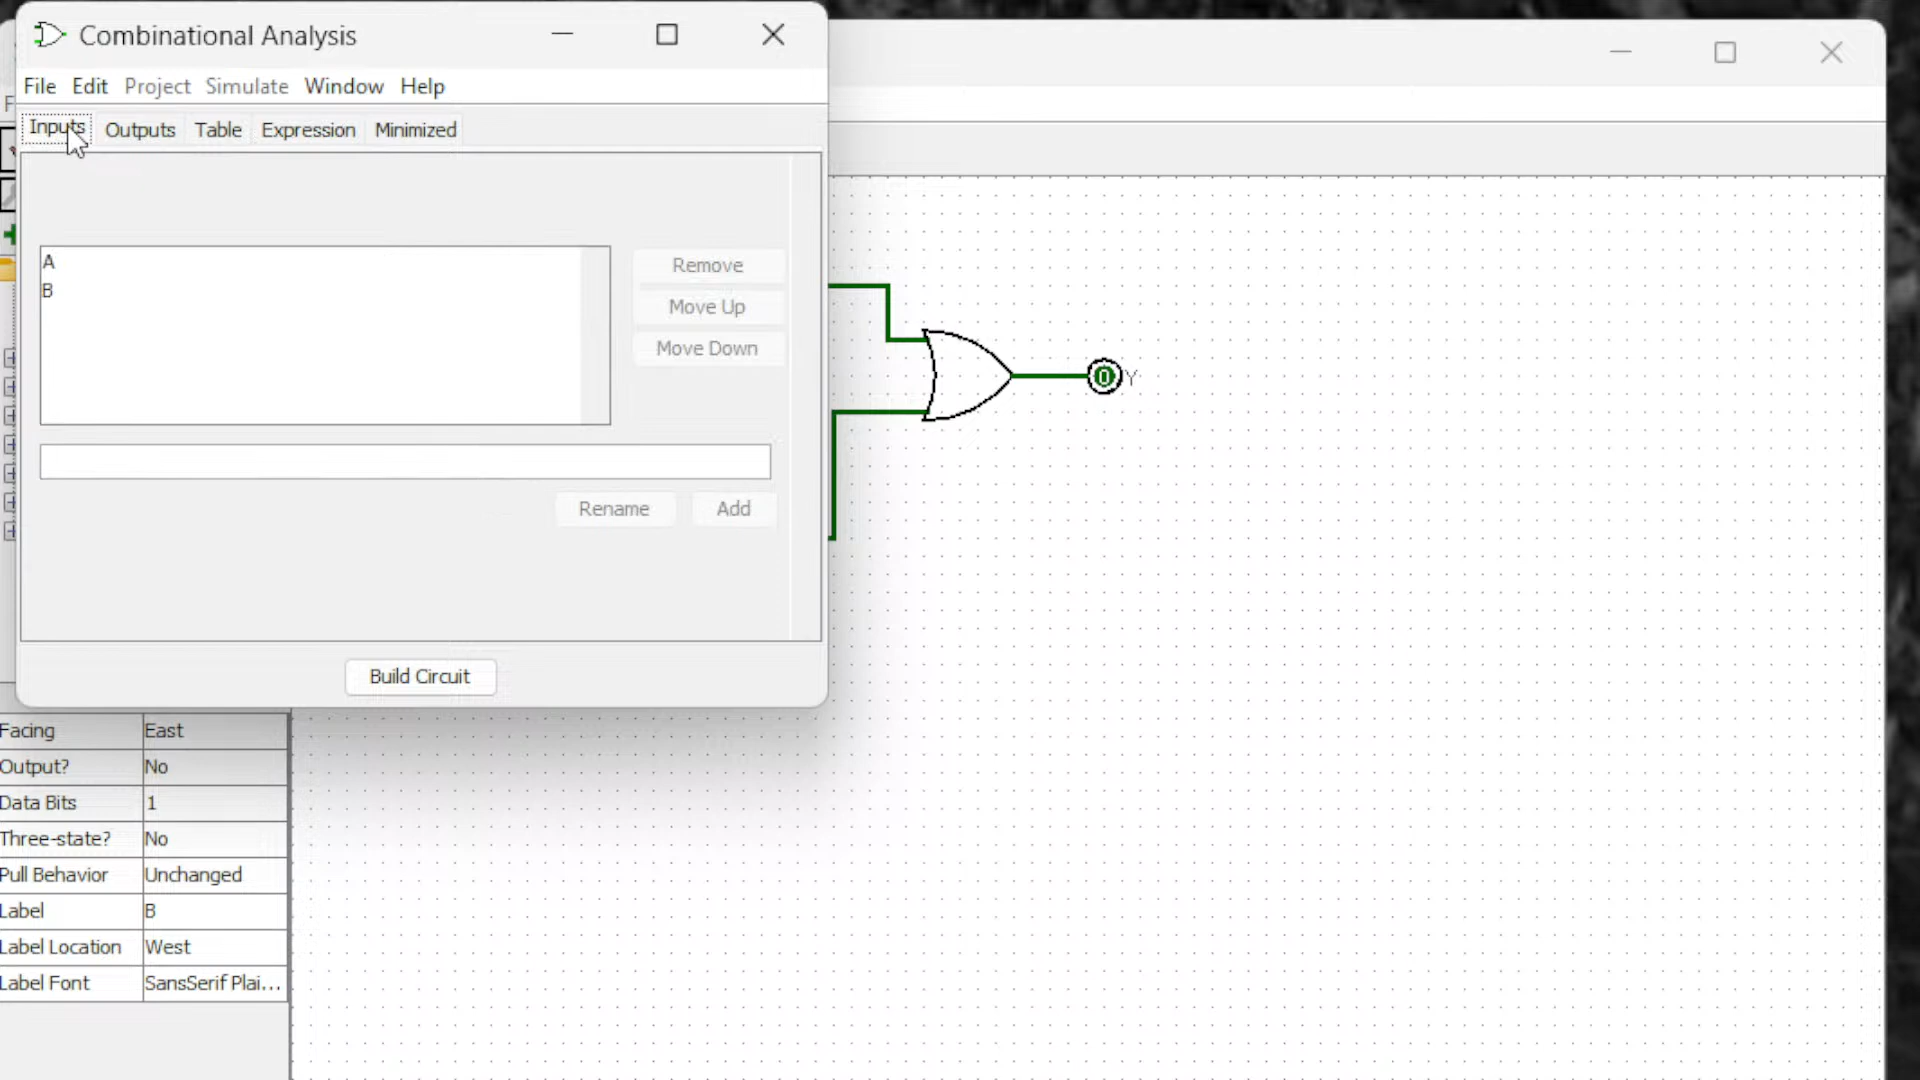 Combinational Analysis
File Edit Project Simulate Window Help
F
Inputs Outputs Table Expression Minimized
A
B
Remove
Move Up
Move Down
Rename Add
Build Circuit
0 Y
Facing East
Output? No
Data Bits 1
Three-state? No
Pull Behavior Unchanged
Label B
Label Location West
Label Font SansSerif Plai...